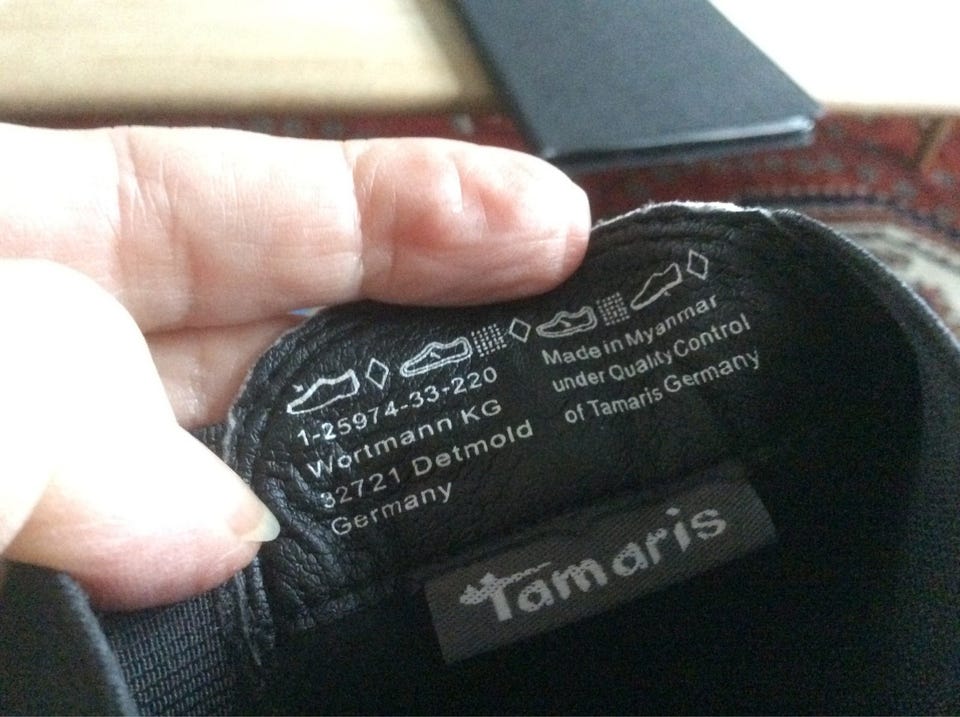 1-25974-33-220
Wortmann KG
32721 Detmold
Germany
Made in Myanmar
under Quality Control
of Tamaris Germany
Tamaris